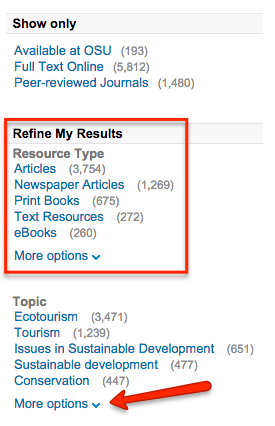 Show only
Available at OSU (193)
Full Text Online (5,812)
Peer-reviewed Journals (1,480)
Refine My Results
Resource Type
Articles (3,754)
Newspaper Articles (1,269)
Print Books (675)
Text Resources (272)
eBooks (260)
More options
Topic
Ecotourism (3,471)
Tourism (1,239)
Issues in Sustainable Development (651)
Sustainable development (477)
Conservation (447)
More options